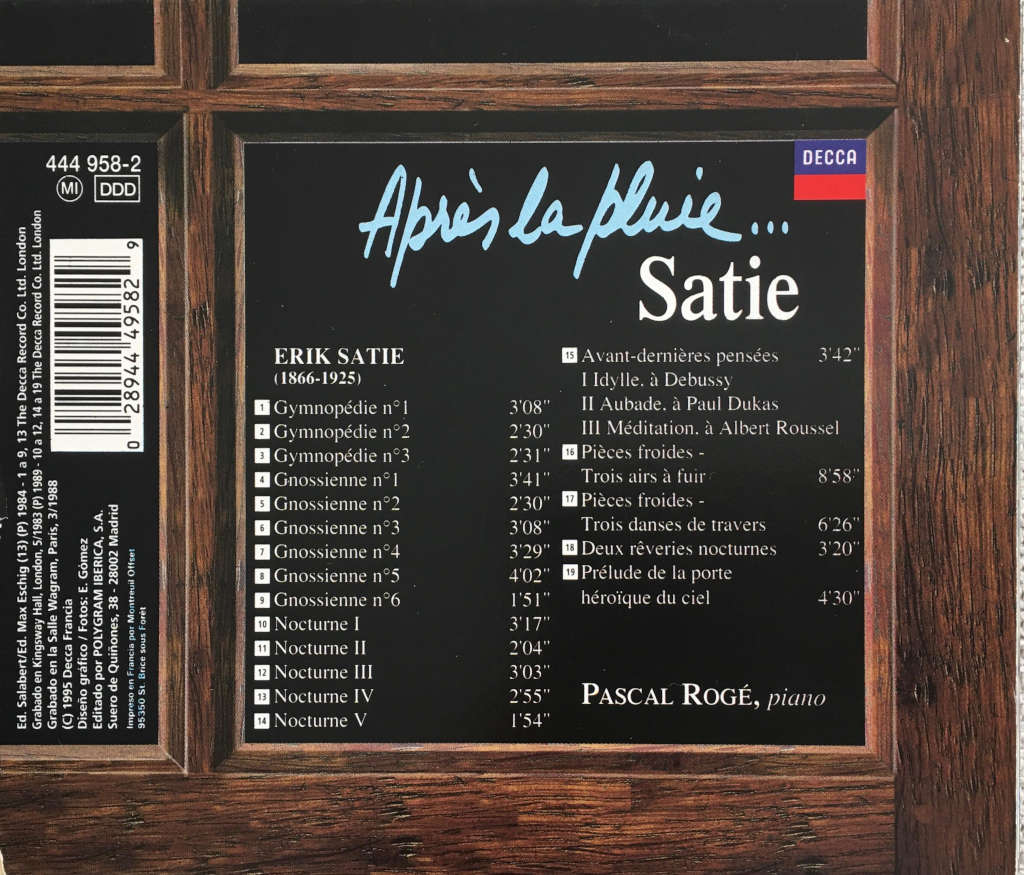 444 958-2
MI DDD
0 28944 49582 9
Ed. Salabert/Ed. Max Eschig (13) (P) 1984 - 1 a 9, 13 The Decca Record Co. Ltd. London
Grabado en Kingsway Hall, London, 5/1983 (P) 1989 - 10 a 12, 14 a 19 The Decca Record Co. Ltd. London
Grabado en la Salle Wagram, Paris, 3/1988
(C) 1995 Decca Francia
Diseño gráfico / Fotos: E. Gómez
Editado por POLYGRAM IBERICA, S.A.
Suero de Quiñones, 38 - 28002 Madrid
Impreso en Francia por Montreuil Offset
95350 St. Brice sous Forêt
DECCA
Après la pluie...
Satie
ERIK SATIE
(1866-1925)
1 Gymnopédie n°1 3'08"
2 Gymnopédie n°2 2'30"
3 Gymnopédie n°3 2'31"
4 Gnossienne n°1 3'41"
5 Gnossienne n°2 2'30"
6 Gnossienne n°3 3'08"
7 Gnossienne n°4 3'29"
8 Gnossienne n°5 4'02"
9 Gnossienne n°6 1'51"
10 Nocturne I 3'17"
11 Nocturne II 2'04"
12 Nocturne III 3'03"
13 Nocturne IV 2'55"
14 Nocturne V 1'54"
15 Avant-dernières pensées 3'42"
I Idylle, à Debussy
II Aubade, à Paul Dukas
III Méditation, à Albert Roussel
16 Pièces froides -
Trois airs à fuir 8'58"
17 Pièces froides -
Trois danses de travers 6'26"
18 Deux rêveries nocturnes 3'20"
19 Prélude de la porte
héroïque du ciel 4'30"
PASCAL ROGÉ, piano